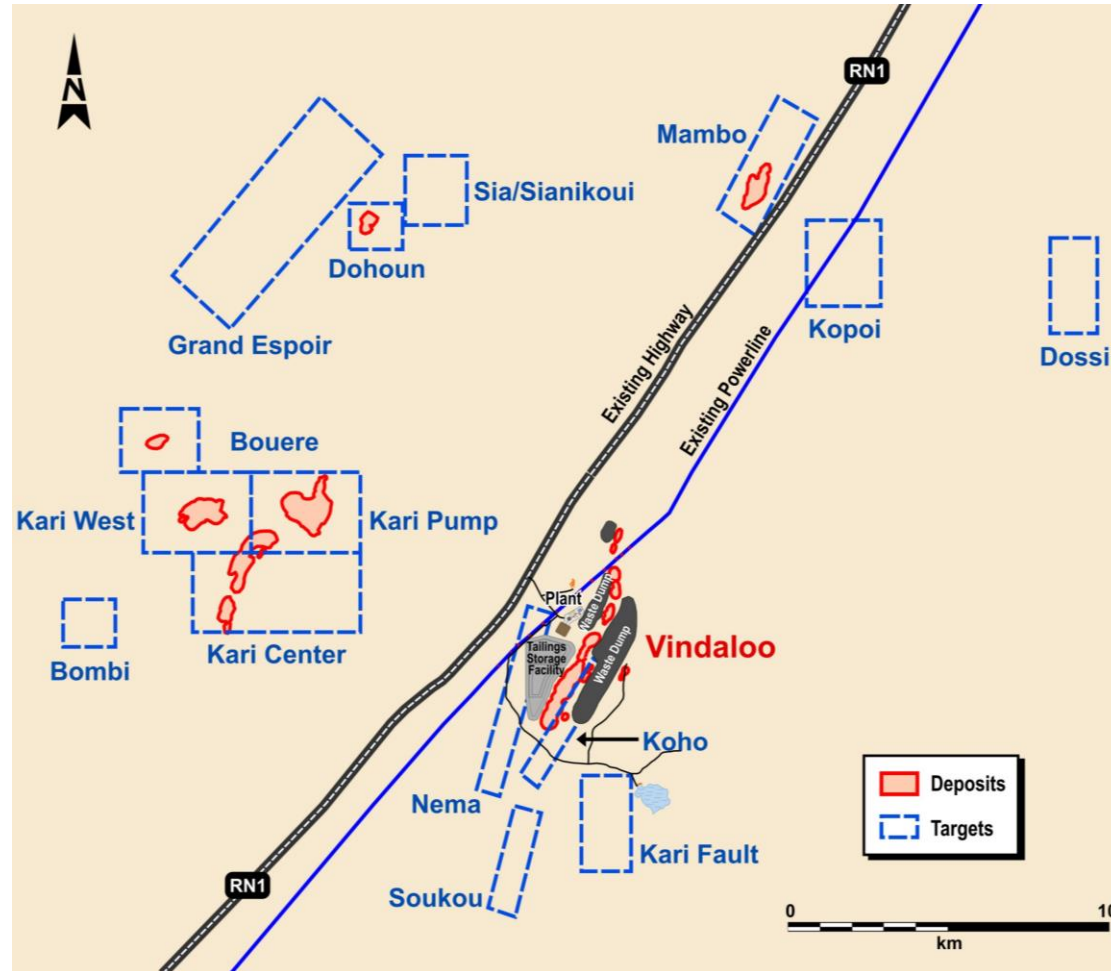 N
RN1
Mambo
Sia/Sianikoui
Dohoun
Grand Espoir
Kopoi
Dossi
Existing Highway
Existing Powerline
Bouere
Kari West
Kari Pump
Bombi
Kari Center
Plant
Waste Dump
Tailings
Storage
Facility
Waste Dump
Vindaloo
Koho
Nema
Kari Fault
Soukou
RN1
Deposits
Targets
0
10
km